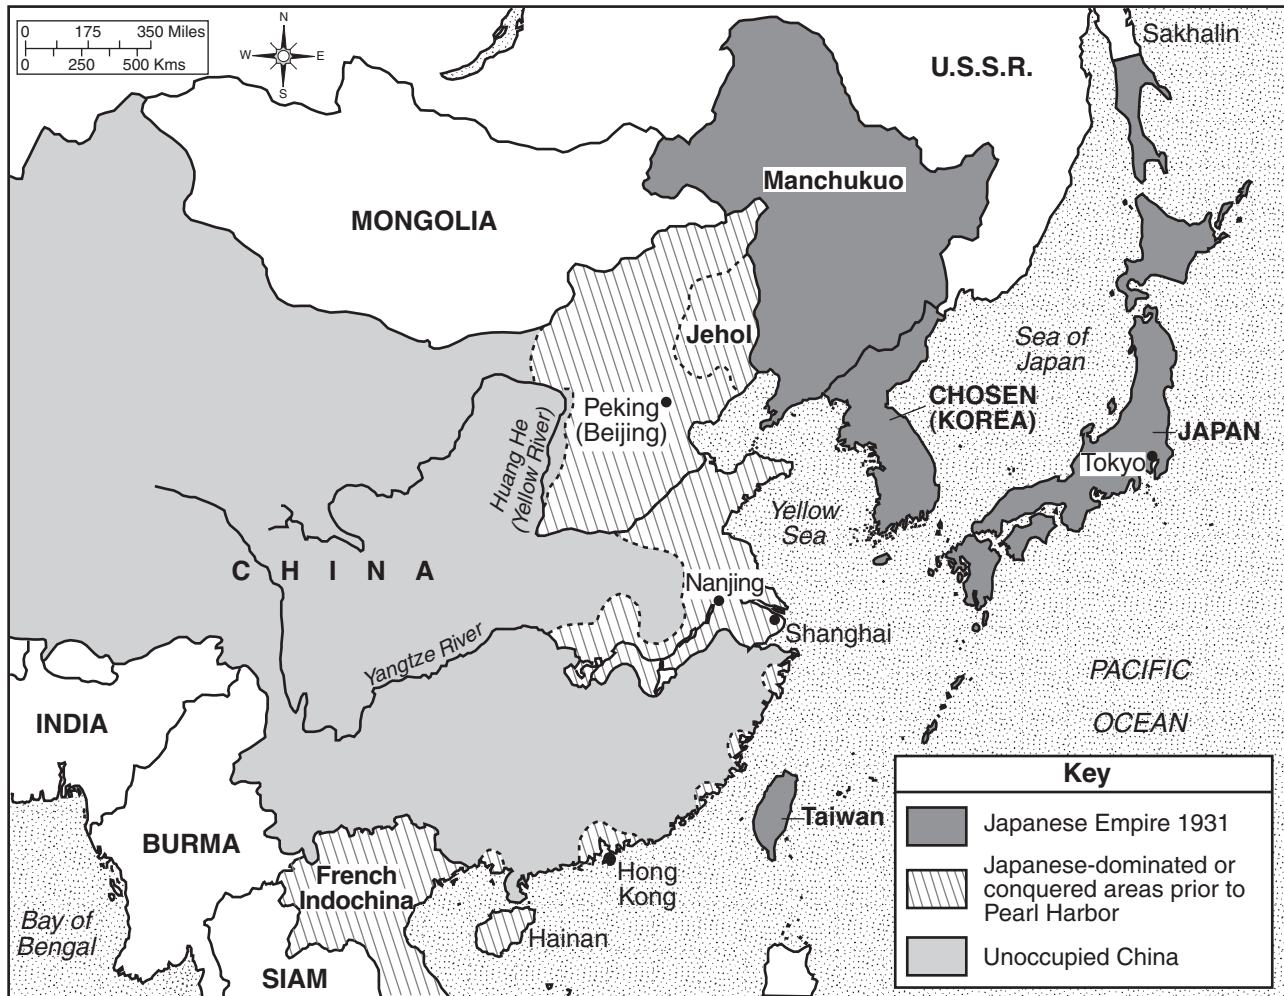 0 175 350 Miles
0 250 500 Kms
N
W E
S
Sakhalin
U.S.S.R.
Manchukuo
MONGOLIA
Jehol
Sea of
Japan
Peking
(Beijing)
CHOSEN
(KOREA)
JAPAN
Tokyo
Huang He
(Yellow River)
Yellow
Sea
CHINA
Nanjing
Shanghai
Yangtze River
PACIFIC
OCEAN
INDIA
BURMA
Taiwan
French
Indochina
Hong
Kong
Bay of
Bengal
Hainan
SIAM
Key
Japanese Empire 1931
Japanese-dominated or
conquered areas prior to
Pearl Harbor
Unoccupied China